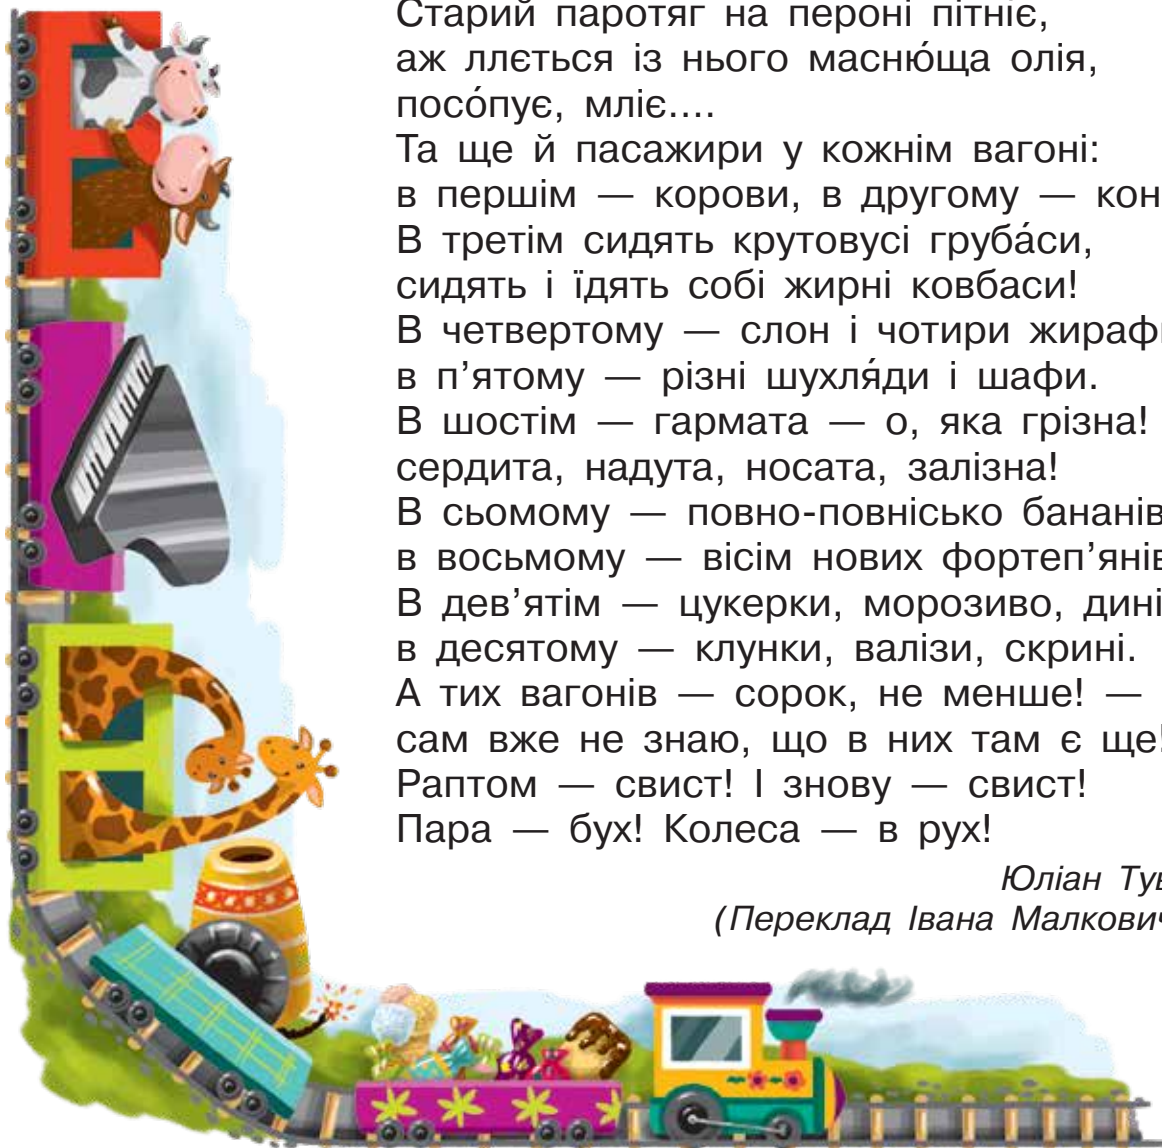 Старий паротяг на пероні пітніє,
аж ллється із нього масню́ща олія,
посо́пує, мліє....
Та ще й пасажири у кожнім вагоні:
в першім — корови, в другому — кон
В третім сидять крутовусі груба́си,
сидять і їдять собі жирні ковбаси!
В четвертому — слон і чотири жираф
в п’ятому — різні шухля́ди і шафи.
В шостім — гармата — о, яка грізна!
сердита, надута, носата, залізна!
В сьомому — повно-повнісько бананів
в восьмому — вісім нових фортеп’янів
В дев’ятім — цукерки, морозиво, дині
в десятому — клунки, валізи, скрині.
А тих вагонів — сорок, не менше! —
сам вже не знаю, що в них там є ще!
Раптом — свист! І знову — свист!
Пара — бух! Колеса — в рух!
Юліан Тув
(Переклад Івана Малкович